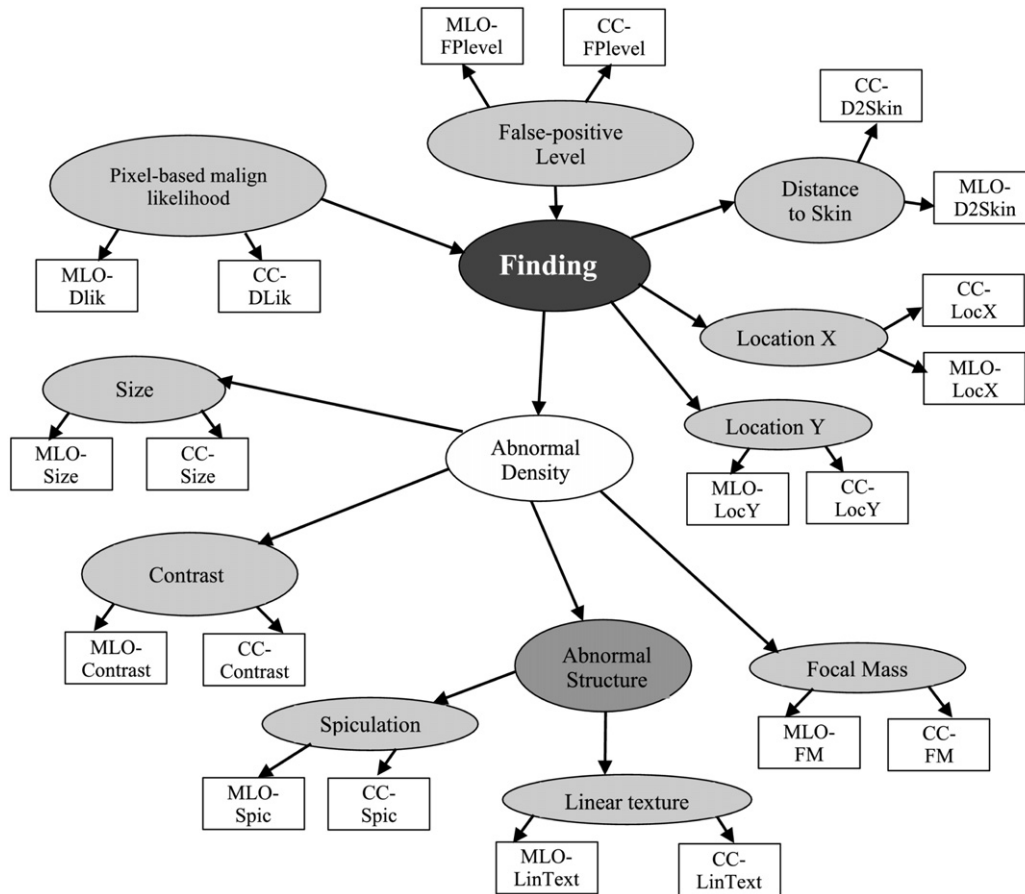 MLO-
FPlevel
CC-
FPlevel
False-positive
Level
CC-
D2Skin
Pixel-based malign
likelihood
Distance
to Skin
MLO-
D2Skin
MLO-
Dlik
CC-
DLik
Finding
CC-
LocX
Location X
MLO-
LocX
Size
Location Y
MLO-
Size
CC-
Size
Abnormal
Density
MLO-
LocY
CC-
LocY
Contrast
MLO-
Contrast
CC-
Contrast
Abnormal
Structure
Focal Mass
Spiculation
MLO-
FM
CC-
FM
MLO-
Spic
CC-
Spic
Linear texture
MLO-
LinText
CC-
LinText